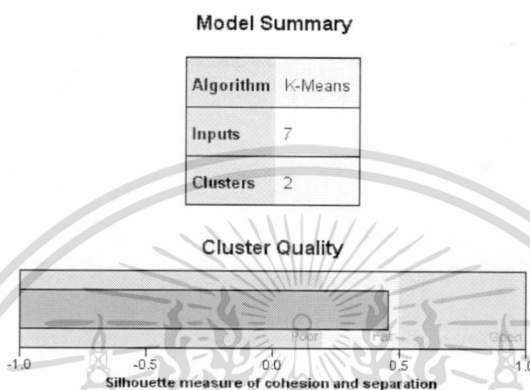 Model Summary
Algorithm K-Means
Inputs 7
Clusters 2
Cluster Quality
Poor Fair Good
-1.0 -0.5 0.0 0.5 1.0
Silhouette measure of cohesion and separation